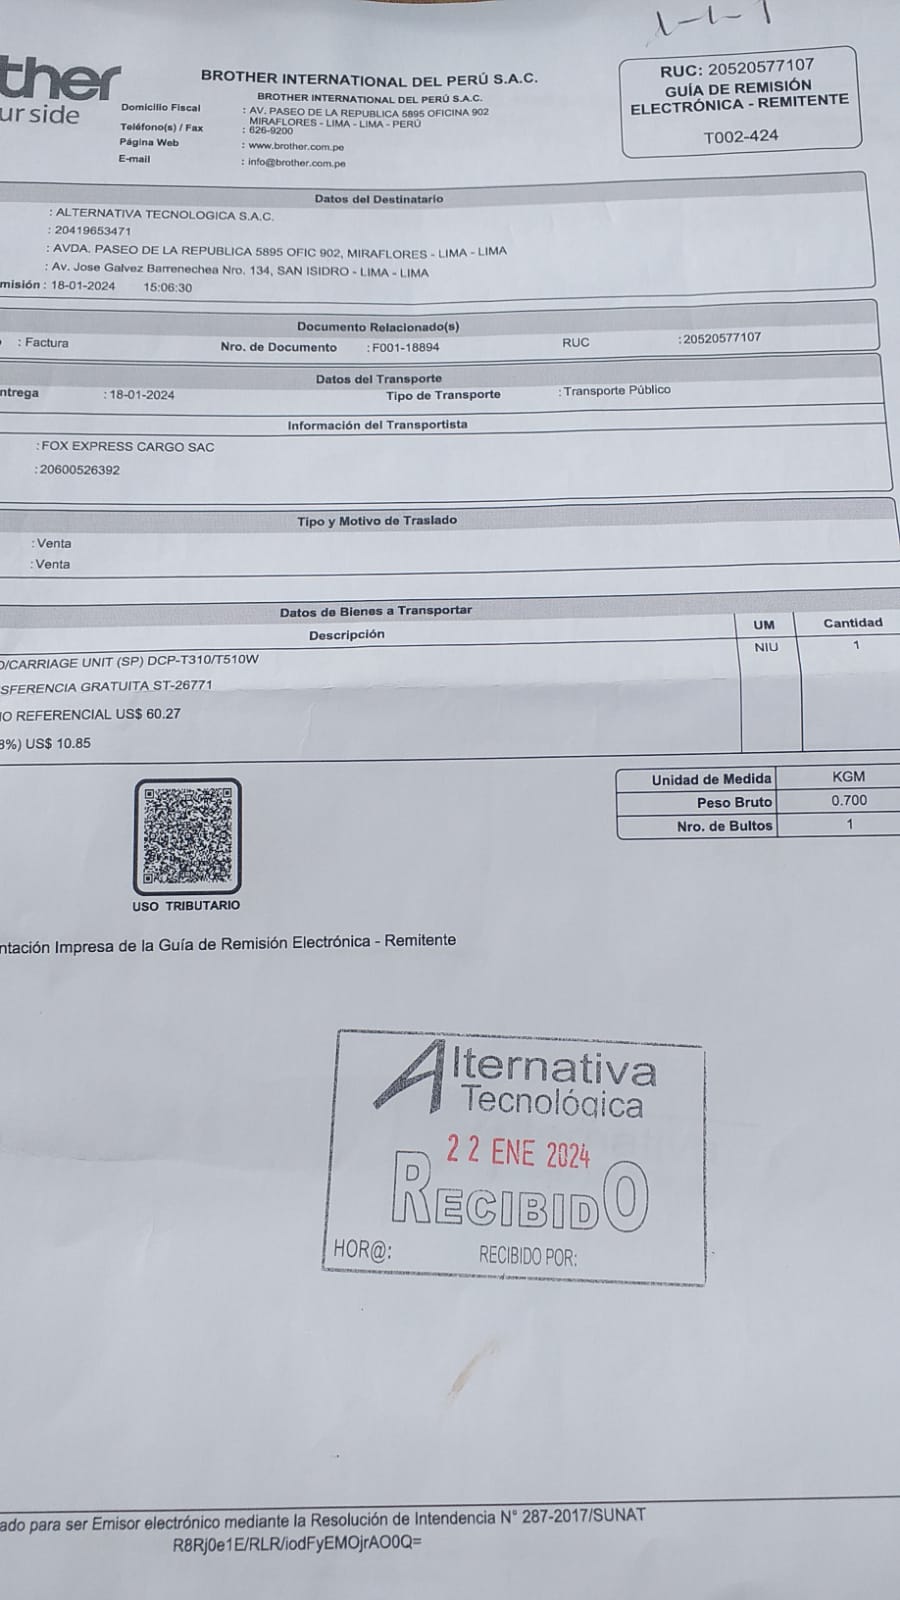 ther
ur side
BROTHER INTERNATIONAL DEL PERÚ S.A.C.
BROTHER INTERNATIONAL DEL PERÚ S.A.C.
Domicilio Fiscal : AV. PASEO DE LA REPUBLICA 5895 OFICINA 902
MIRAFLORES - LIMA - LIMA - PERÚ
Teléfono(s) / Fax : 626-9200
Página Web : www.brother.com.pe
E-mail : info@brother.com.pe
RUC: 20520577107
GUÍA DE REMISIÓN
ELECTRÓNICA - REMITENTE
T002-424
Datos del Destinatario
: ALTERNATIVA TECNOLOGICA S.A.C.
: 20419653471
: AVDA. PASEO DE LA REPUBLICA 5895 OFIC 902, MIRAFLORES - LIMA - LIMA
: Av. Jose Galvez Barrenechea Nro. 134, SAN ISIDRO - LIMA - LIMA
misión : 18-01-2024 15:06:30
Documento Relacionado(s)
: Factura Nro. de Documento :F001-18894 RUC :20520577107
Datos del Transporte
ntrega :18-01-2024 Tipo de Transporte :Transporte Público
Información del Transportista
:FOX EXPRESS CARGO SAC
:20600526392
Tipo y Motivo de Traslado
:Venta
:Venta
Datos de Bienes a Transportar
Descripción UM Cantidad
D/CARRIAGE UNIT (SP) DCP-T310/T510W NIU 1
SFERENCIA GRATUITA ST-26771
IO REFERENCIAL US$ 60.27
8%) US$ 10.85
Unidad de Medida KGM
Peso Bruto 0.700
Nro. de Bultos 1
USO TRIBUTARIO
ntación Impresa de la Guía de Remisión Electrónica - Remitente
Alternativa
Tecnológica
22 ENE 2024
RECIBIDO
HOR@: RECIBIDO POR:
ado para ser Emisor electrónico mediante la Resolución de Intendencia N° 287-2017/SUNAT
R8Rj0e1E/RLR/iodFyEMOjrAO0Q=